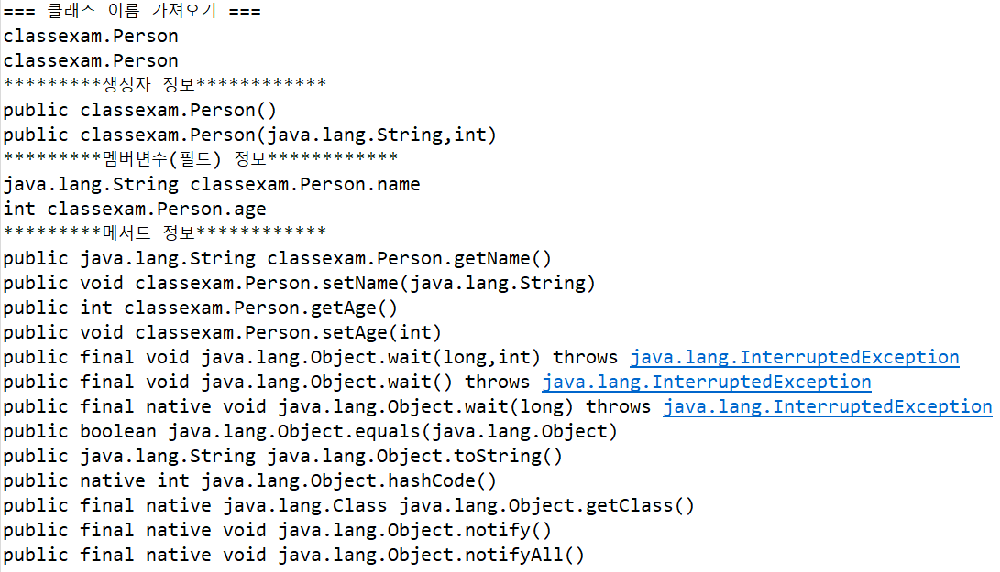 === 클래스 이름 가져오기 ===
classexam.Person
classexam.Person
*********생성자 정보************
public classexam.Person()
public classexam.Person(java.lang.String,int)
*********멤버변수(필드) 정보************
java.lang.String classexam.Person.name
int classexam.Person.age
*********메서드 정보************
public java.lang.String classexam.Person.getName()
public void classexam.Person.setName(java.lang.String)
public int classexam.Person.getAge()
public void classexam.Person.setAge(int)
public final void java.lang.Object.wait(long,int) throws java.lang.InterruptedException
public final void java.lang.Object.wait() throws java.lang.InterruptedException
public final native void java.lang.Object.wait(long) throws java.lang.InterruptedException
public boolean java.lang.Object.equals(java.lang.Object)
public java.lang.String java.lang.Object.toString()
public native int java.lang.Object.hashCode()
public final native java.lang.Class java.lang.Object.getClass()
public final native void java.lang.Object.notify()
public final native void java.lang.Object.notifyAll()